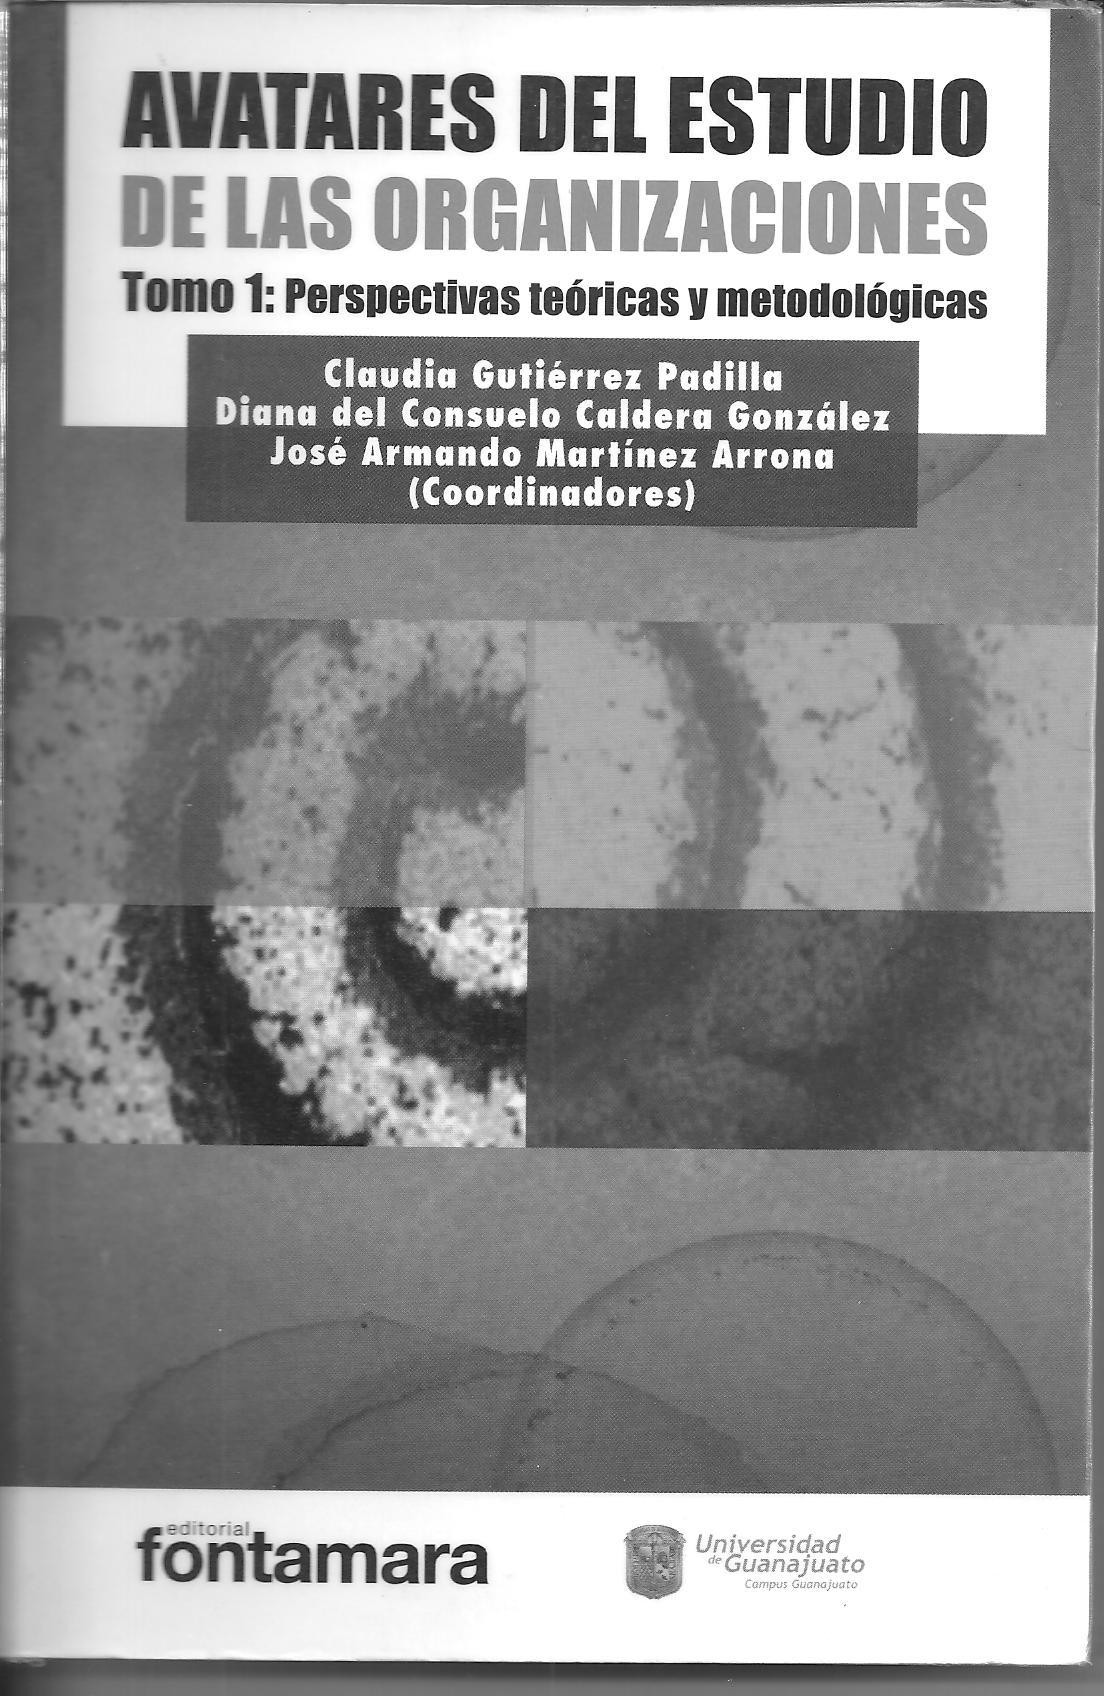 AVATARES DEL ESTUDIO
DE LAS ORGANIZACIONES
Tomo 1: Perspectivas teóricas y metodológicas
Claudia Gutiérrez Padilla
Diana del Consuelo Caldera González
José Armando Martínez Arrona
(Coordinadores)
editorial
fontamara
Universidad
de Guanajuato
Campus Guanajuato